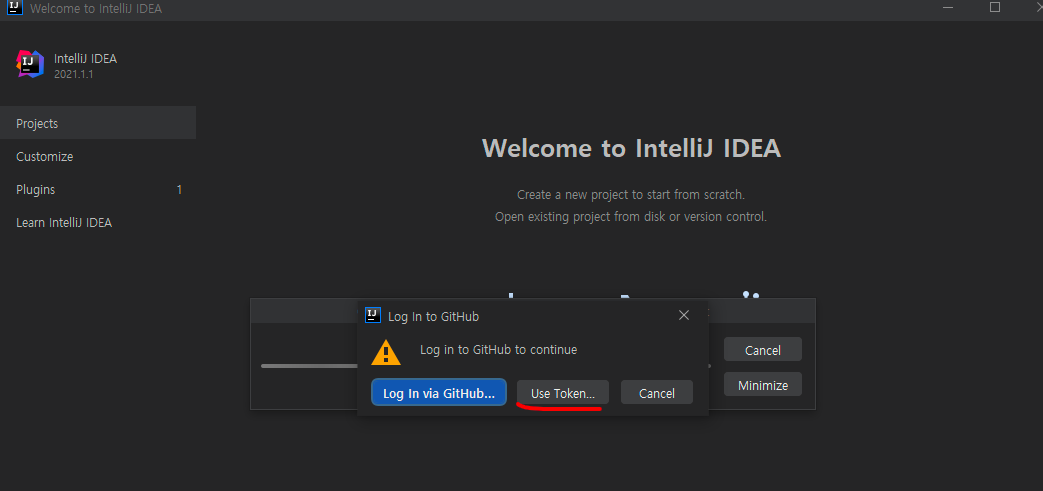 Welcome to IntelliJ IDEA
IntelliJ IDEA
2021.1.1
Projects
Customize
Plugins 1
Learn IntelliJ IDEA
Welcome to IntelliJ IDEA
Create a new project to start from scratch.
Open existing project from disk or version control.
Log In to GitHub
Log in to GitHub to continue
Log In via GitHub...
Use Token...
Cancel
Cancel
Minimize